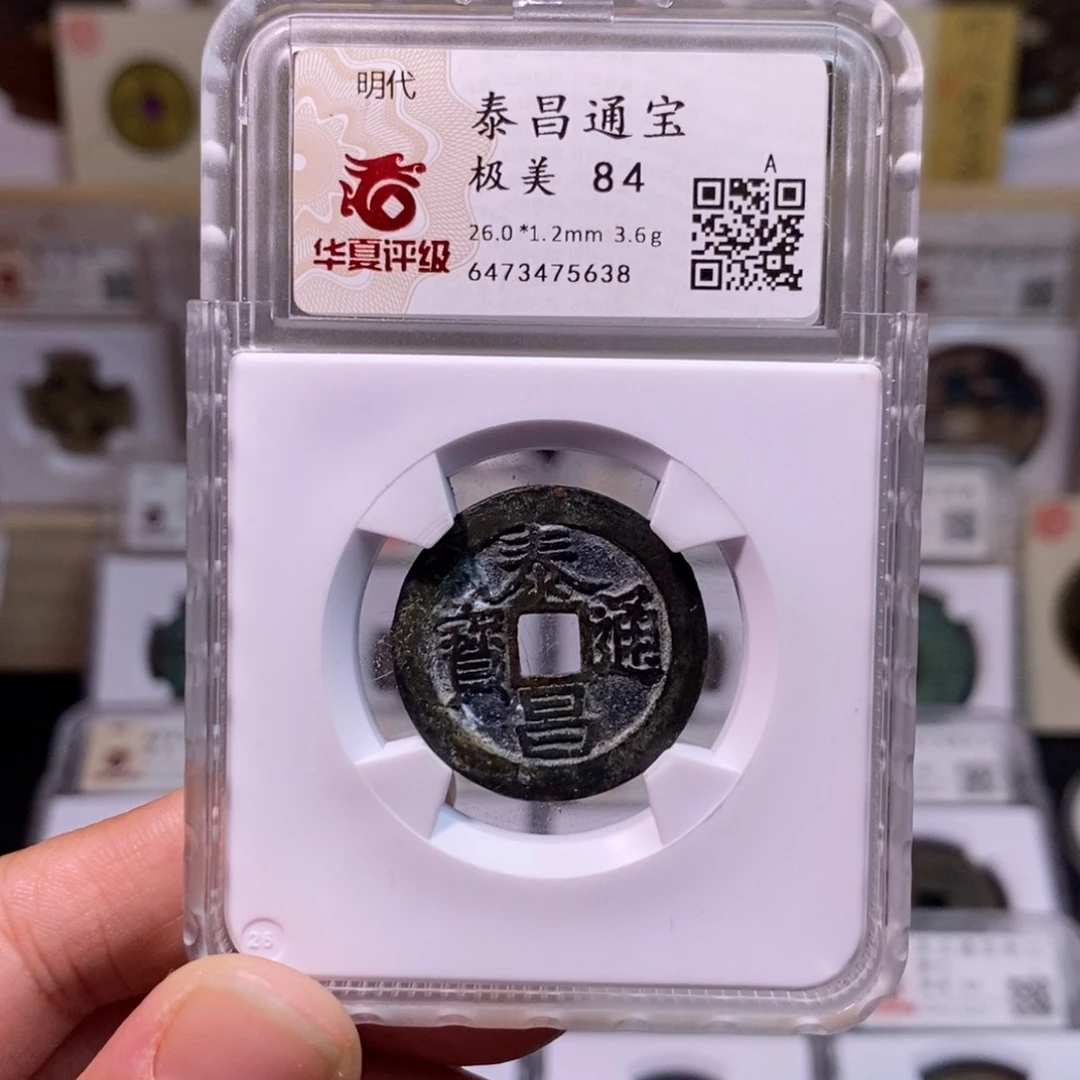 明代
泰昌通宝
极美 84
A
26.0*1.2mm 3.6g
6473475638
华夏评级
泰
昌
通
寶
26